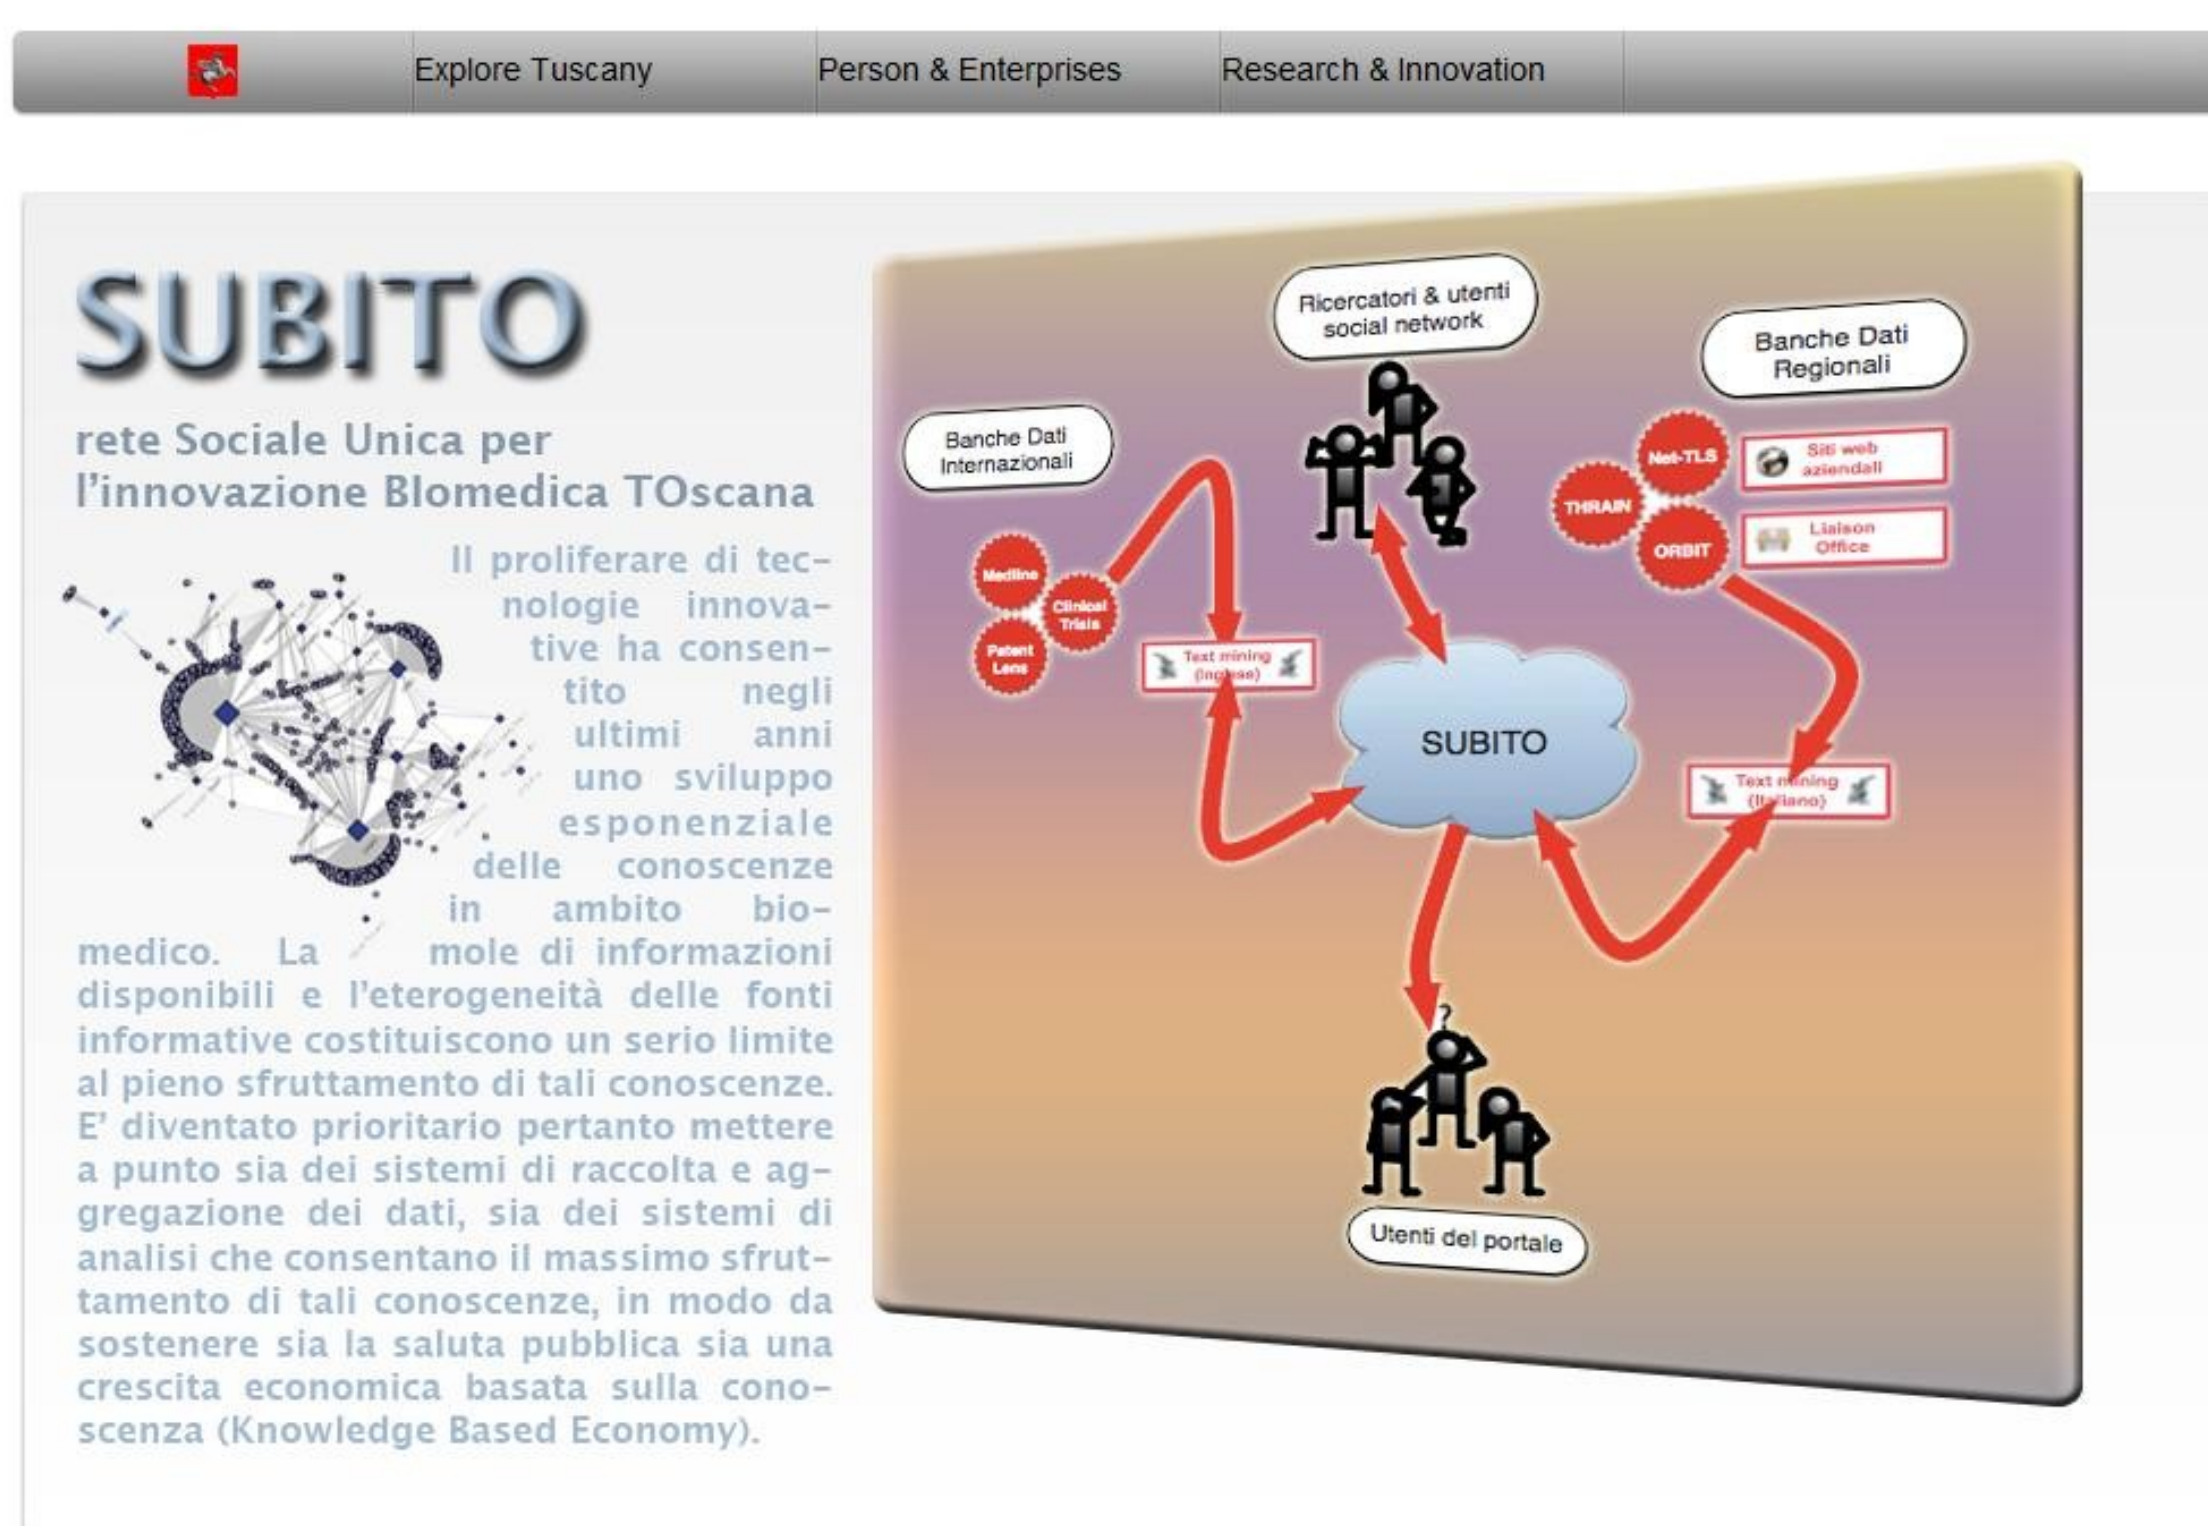 Explore Tuscany
Person & Enterprises
Research & Innovation
SUBITO
rete Sociale Unica per
l'innovazione BIomedica TOscana
Il proliferare di tec-
nologie innova-
tive ha consen-
tito negli
ultimi anni
uno sviluppo
esponenziale
delle conoscenze
in ambito bio-
medico. La mole di informazioni
disponibili e l'eterogeneità delle fonti
informative costituiscono un serio limite
al pieno sfruttamento di tali conoscenze.
E' diventato prioritario pertanto mettere
a punto sia dei sistemi di raccolta e ag-
gregazione dei dati, sia dei sistemi di
analisi che consentano il massimo sfrut-
tamento di tali conoscenze, in modo da
sostenere sia la saluta pubblica sia una
crescita economica basata sulla cono-
scenza (Knowledge Based Economy).
Ricercatori & utenti
social network
Banche Dati
Regionali
Banche Dati
Internazionali
Net-TLS
THRAIN
ORBIT
Siti web
aziendali
Liaison
Office
Medline
Clinical
Trials
Patent
Lens
Text mining
(Inglese)
SUBITO
Text mining
(Italiano)
?
Utenti del portale